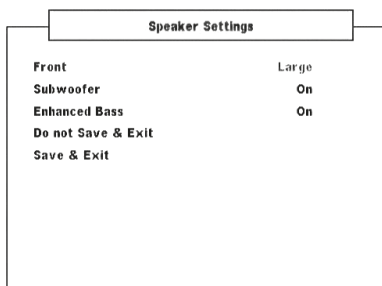 Speaker Settings
Front Large
Subwoofer On
Enhanced Bass On
Do not Save & Exit
Save & Exit